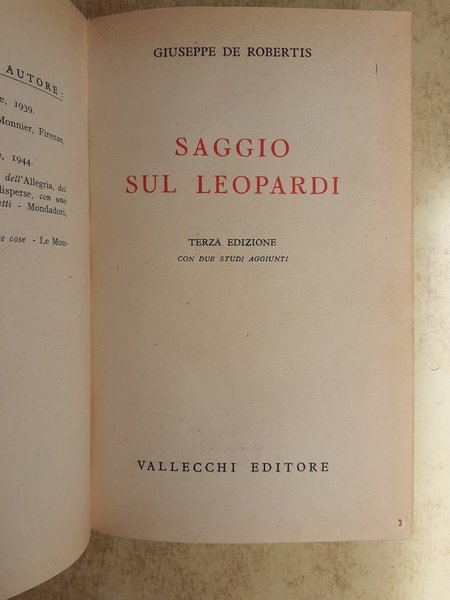 AUTORE:
1939.
Monnier, Firenze,
1944.
dell'Allegria, del
disperse, con uno
- Mondadori,
cose - Le Mon-
GIUSEPPE DE ROBERTIS
SAGGIO
SUL LEOPARDI
TERZA EDIZIONE
CON DUE STUDI AGGIUNTI
VALLECCHI EDITORE